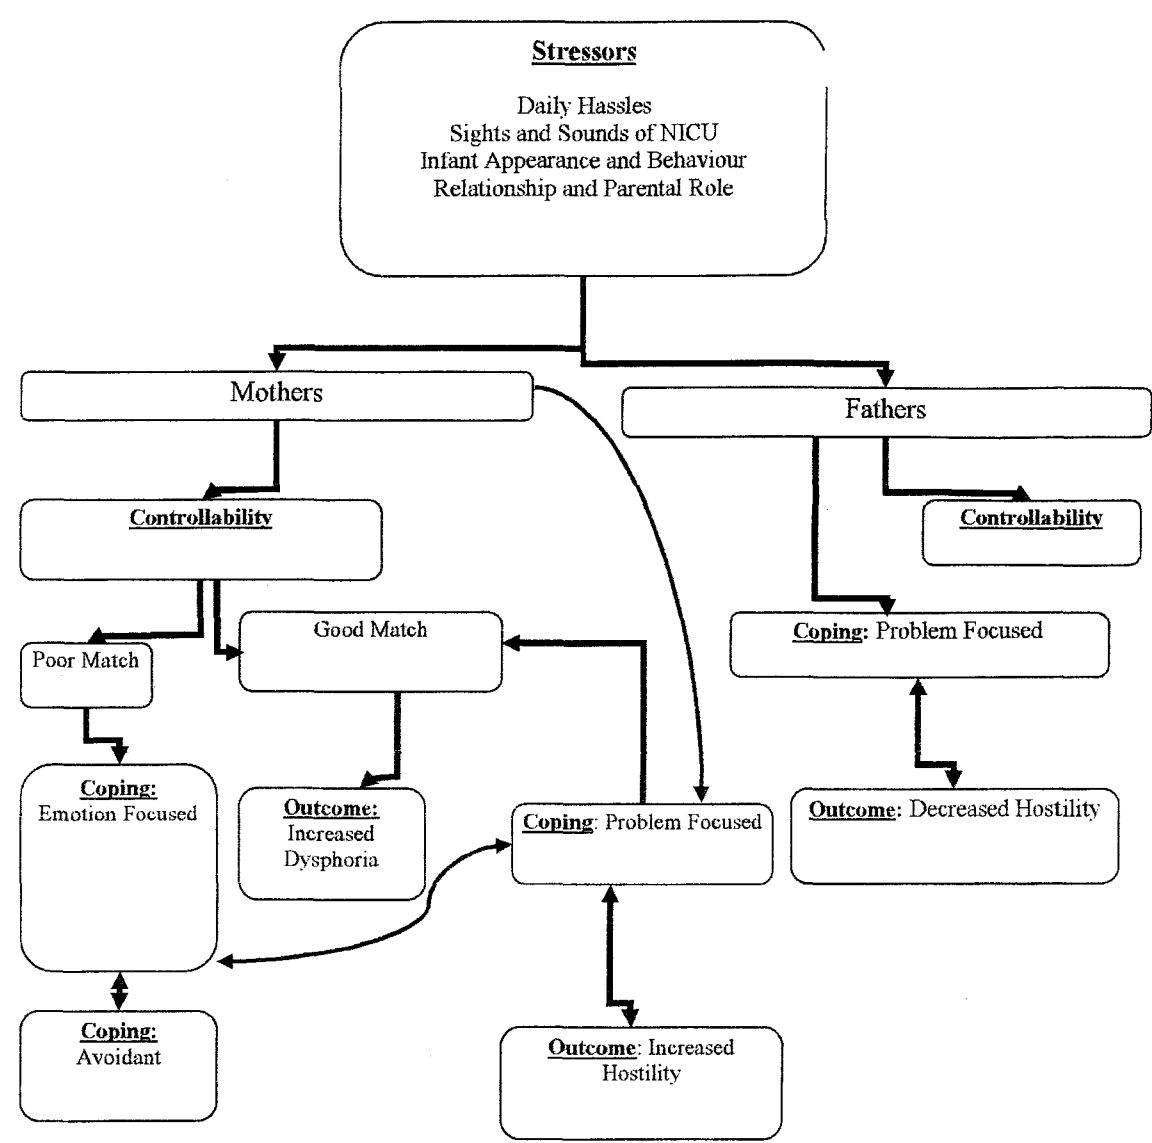 Stressors
Daily Hassles
Sights and Sounds of NICU
Infant Appearance and Behaviour
Relationship and Parental Role
Mothers
Fathers
Controllability
Controllability
Good Match
Coping: Problem Focused
Poor Match
Coping:
Emotion Focused
Outcome:
Increased
Dysphoria
Coping: Problem Focused
Outcome: Decreased Hostility
Coping:
Avoidant
Outcome: Increased
Hostility